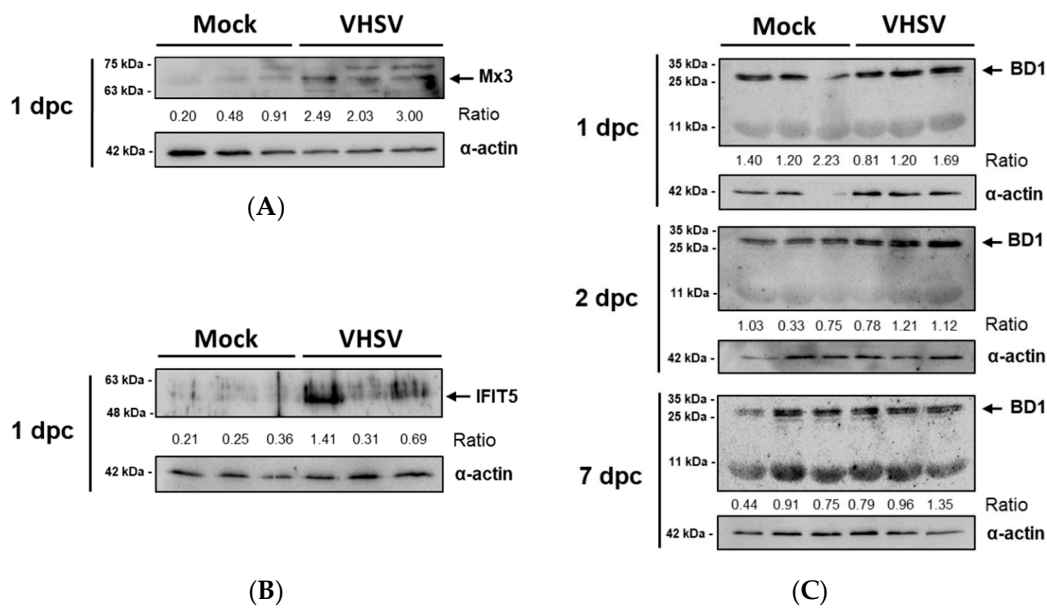 Mock VHSV
1 dpc
75 kDa -
63 kDa -
Mx3
0.20 0.48 0.91 2.49 2.03 3.00 Ratio
42 kDa -
α-actin
(A)
Mock VHSV
1 dpc
63 kDa -
48 kDa -
IFIT5
0.21 0.25 0.36 1.41 0.31 0.69 Ratio
42 kDa -
α-actin
(B)
Mock VHSV
1 dpc
35 kDa -
25 kDa -
11 kDa -
BD1
1.40 1.20 2.23 0.81 1.20 1.69 Ratio
42 kDa -
α-actin
2 dpc
35 kDa -
25 kDa -
11 kDa -
BD1
1.03 0.33 0.75 0.78 1.21 1.12 Ratio
42 kDa -
α-actin
7 dpc
35 kDa -
25 kDa -
11 kDa -
BD1
0.44 0.91 0.75 0.79 0.96 1.35 Ratio
42 kDa -
α-actin
(C)